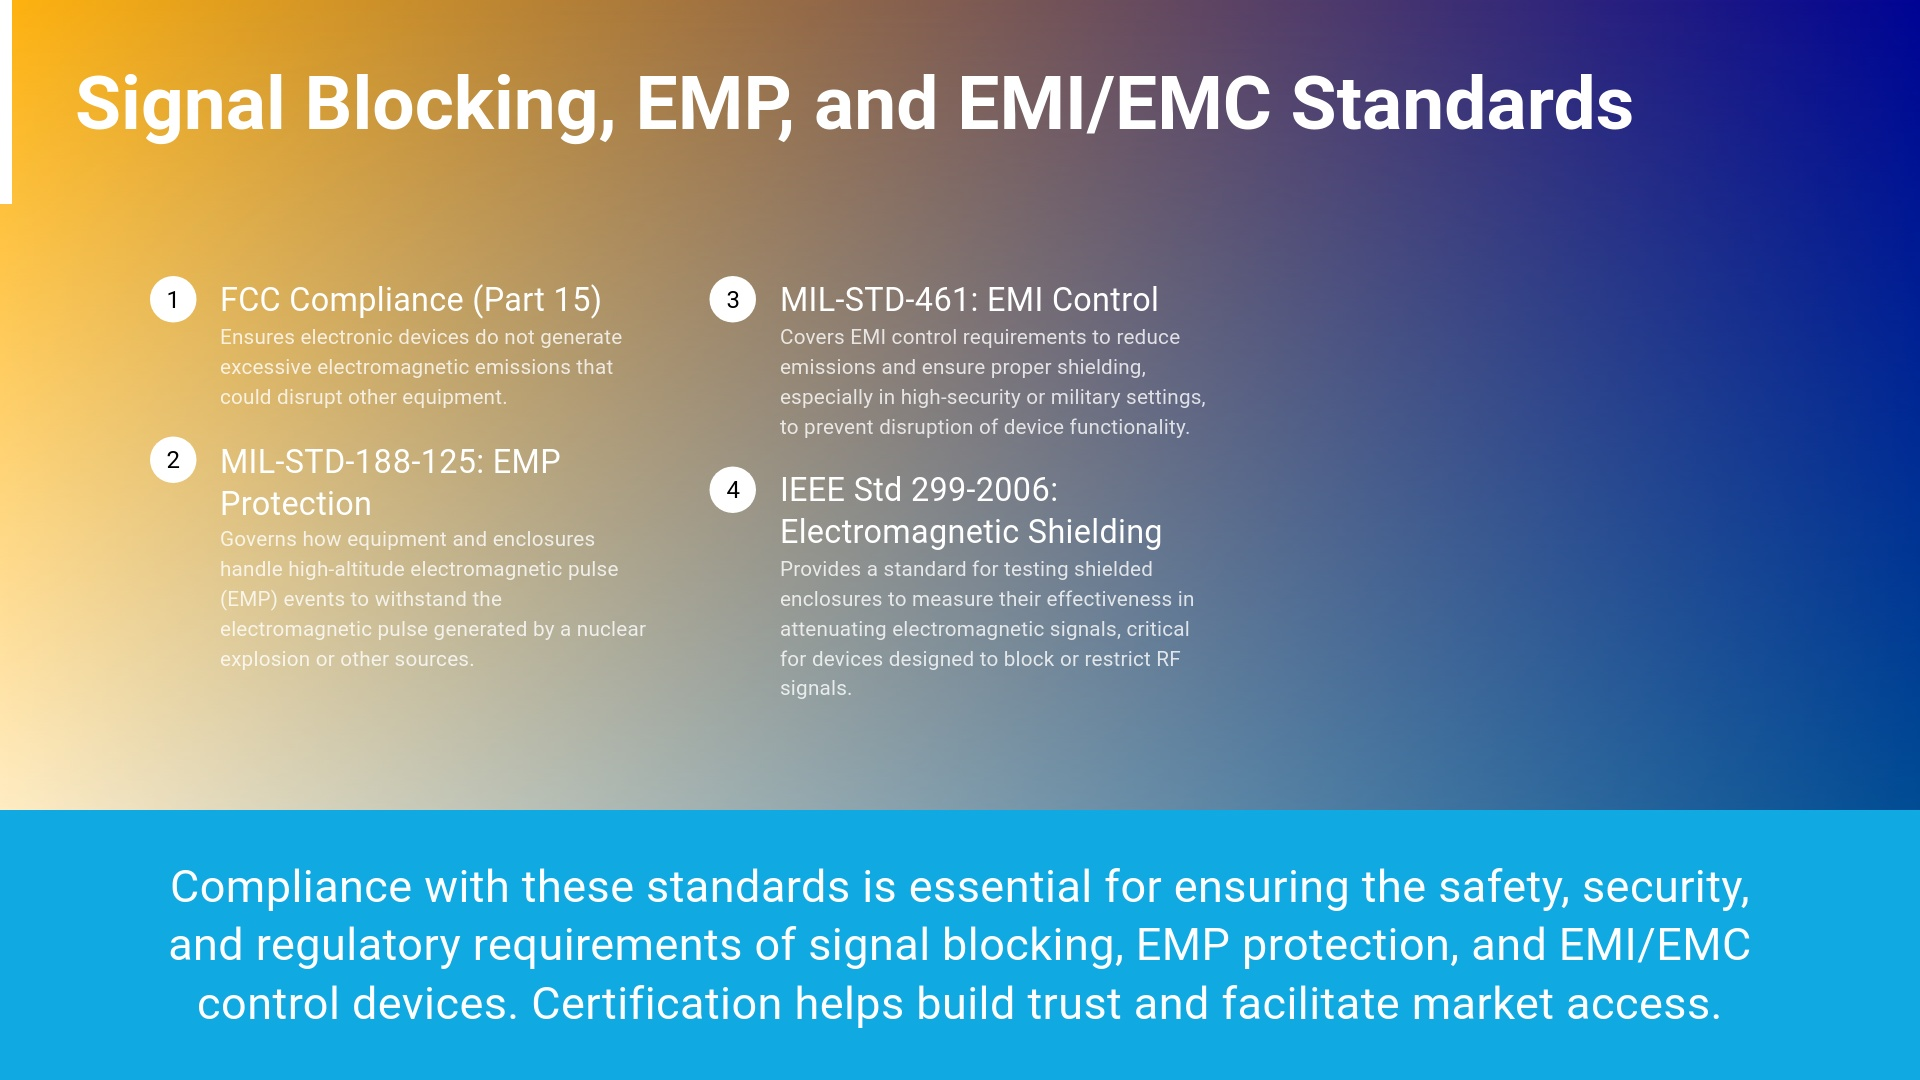 Signal Blocking, EMP, and EMI/EMC Standards
1
FCC Compliance (Part 15)
Ensures electronic devices do not generate
excessive electromagnetic emissions that
could disrupt other equipment.
2
MIL-STD-188-125: EMP
Protection
Governs how equipment and enclosures
handle high-altitude electromagnetic pulse
(EMP) events to withstand the
electromagnetic pulse generated by a nuclear
explosion or other sources.
3
MIL-STD-461: EMI Control
Covers EMI control requirements to reduce
emissions and ensure proper shielding,
especially in high-security or military settings,
to prevent disruption of device functionality.
4
IEEE Std 299-2006:
Electromagnetic Shielding
Provides a standard for testing shielded
enclosures to measure their effectiveness in
attenuating electromagnetic signals, critical
for devices designed to block or restrict RF
signals.
Compliance with these standards is essential for ensuring the safety, security,
and regulatory requirements of signal blocking, EMP protection, and EMI/EMC
control devices. Certification helps build trust and facilitate market access.